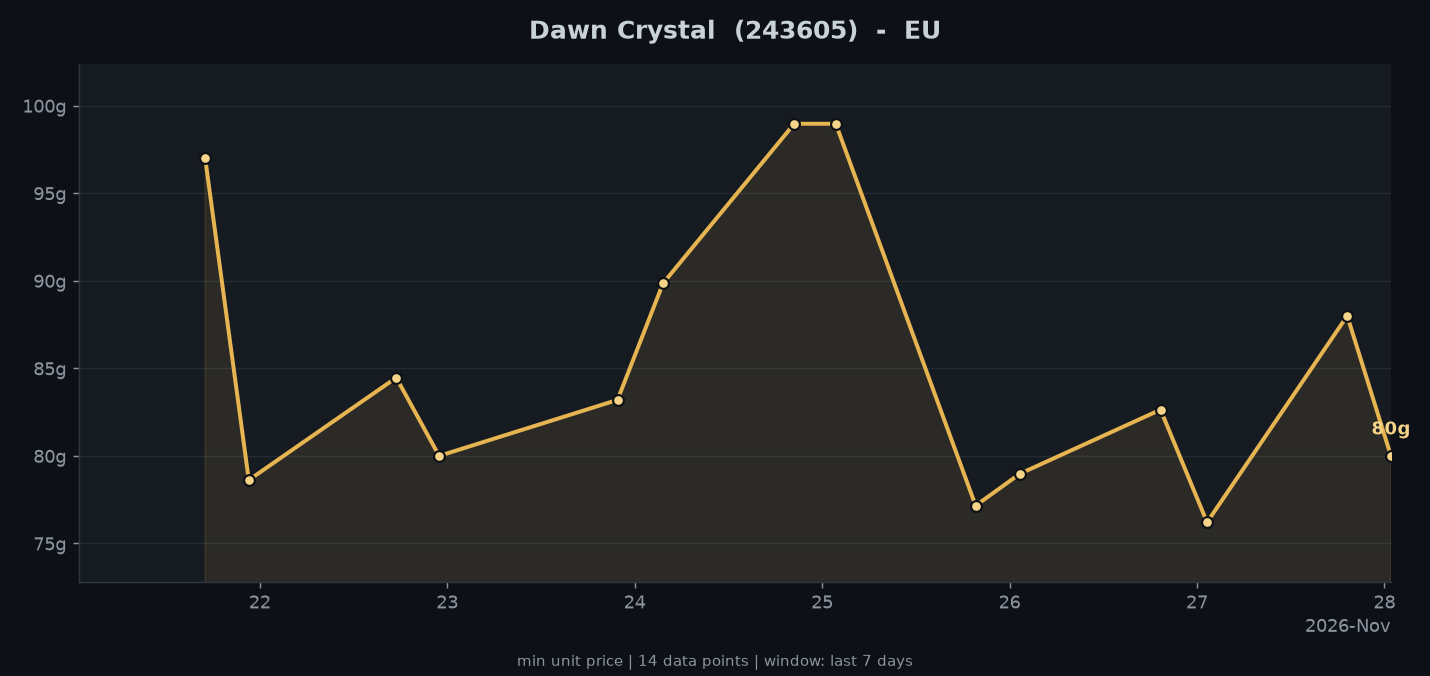 Dawn Crystal (243605) - EU
100g
95g
90g
85g
80g
75g
80g
22 23 24 25 26 27 28
2026-Nov
min unit price | 14 data points | window: last 7 days